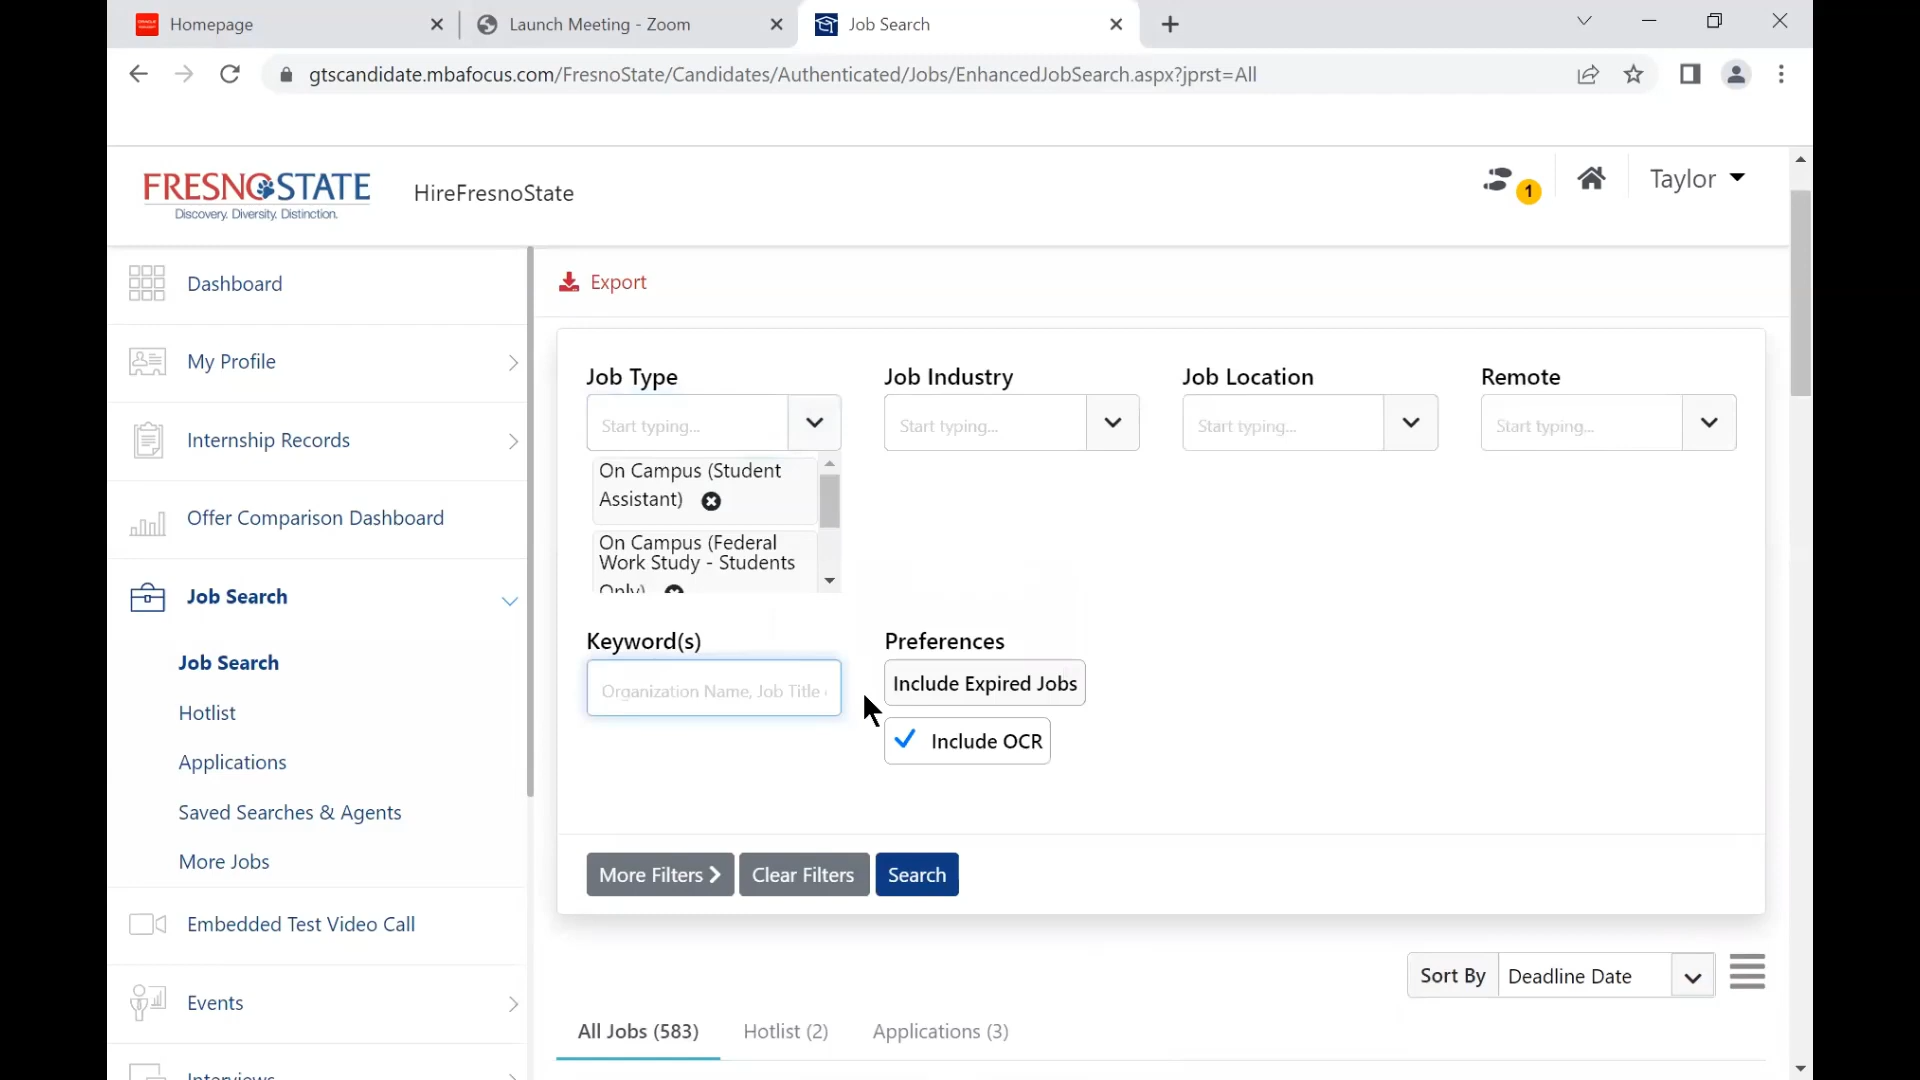 Homepage
Launch Meeting - Zoom
Job Search
gtscandidate.mbafocus.com/FresnoState/Candidates/Authenticated/Jobs/EnhancedJobSearch.aspx?jprst=All
FRESNO STATE
Discovery. Diversity. Distinction.
HireFresnoState
1
Taylor
Dashboard
My Profile
Internship Records
Offer Comparison Dashboard
Job Search
Job Search
Hotlist
Applications
Saved Searches & Agents
More Jobs
Embedded Test Video Call
Events
Interviews
Export
Job Type
Start typing...
On Campus (Student
Assistant)
On Campus (Federal
Work Study - Students
Only)
Job Industry
Start typing...
Job Location
Start typing...
Remote
Start typing...
Keyword(s)
Organization Name, Job Title
Preferences
Include Expired Jobs
Include OCR
More Filters
Clear Filters
Search
Sort By
Deadline Date
All Jobs (583)
Hotlist (2)
Applications (3)